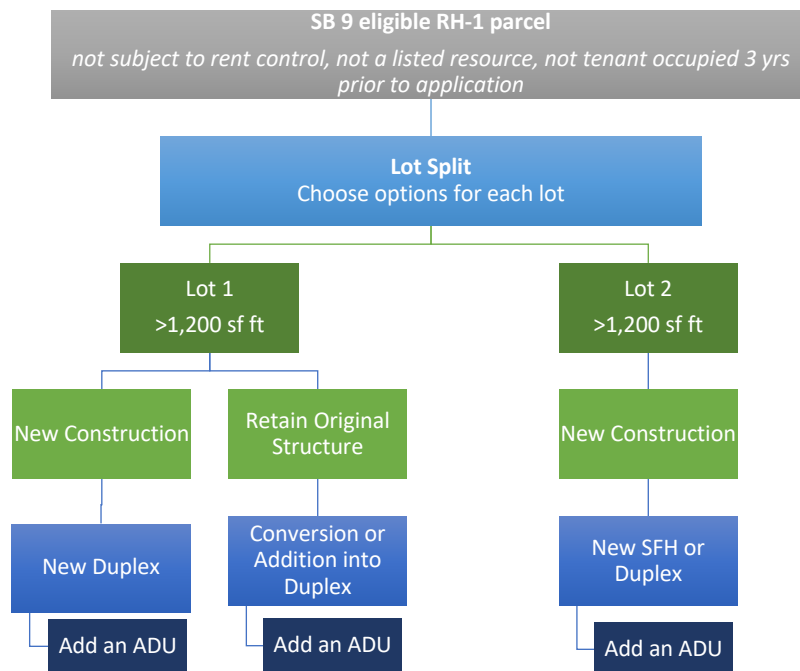 SB 9 eligible RH-1 parcel
not subject to rent control, not a listed resource, not tenant occupied 3 yrs
prior to application
Lot Split
Choose options for each lot
Lot 1
>1,200 sf ft
Lot 2
>1,200 sf ft
New Construction
Retain Original
Structure
New Construction
New Duplex
Conversion or
Addition into
Duplex
New SFH or
Duplex
Add an ADU
Add an ADU
Add an ADU